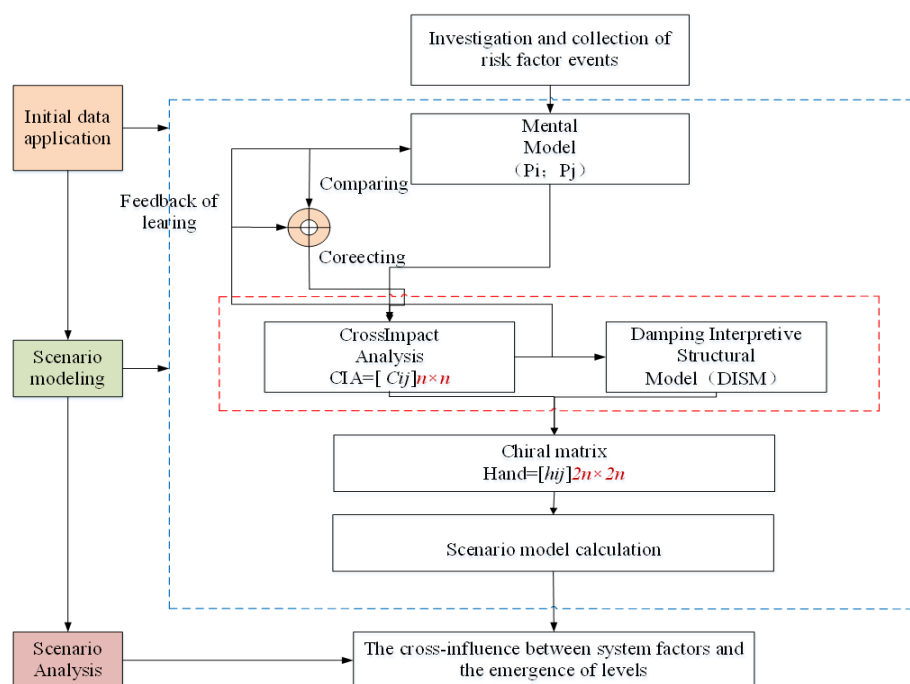 Investigation and collection of
risk factor events
Initial data
application
Mental
Model
（Pi；Pj）
Comparing
Feedback of
learing
Coreecting
CrossImpact
Analysis
CIA=[ Cij]n×n
Damping Interpretive
Structural
Model（DISM）
Scenario
modeling
Chiral matrix
Hand=[hij]2n×2n
Scenario model calculation
Scenario
Analysis
The cross-influence between system factors and
the emergence of levels